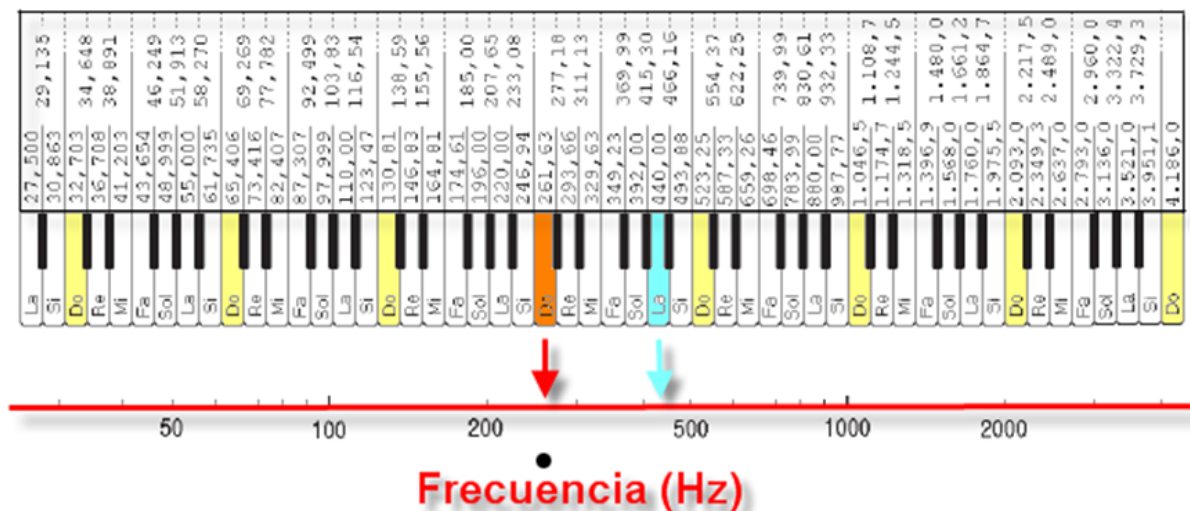 29,135 34,648 38,891 46,249 51,913 58,270 69,269 77,782 92,499 103,83 116,54 138,59 155,56 185,00 207,65 233,08 277,18 311,13 369,99 415,30 466,16 554,37 622,25 739,99 830,61 932,33 1.108,7 1.244,5 1.480,0 1.661,2 1.864,7 2.217,5 2.489,0 2.960,0 3.322,4 3.729,3
27,500 30,863 32,703 36,708 41,203 43,654 48,999 55,000 61,735 65,406 73,416 82,407 87,307 97,999 110,00 123,47 130,81 146,83 164,81 174,61 196,00 220,00 246,94 261,63 293,66 329,63 349,23 392,00 440,00 493,88 523,25 587,33 659,26 698,46 783,99 880,00 987,77 1.046,5 1.174,7 1.318,5 1.396,9 1.568,0 1.760,0 1.975,5 2.093,0 2.349,3 2.637,0 2.793,0 3.136,0 3.521,0 3.951,1 4.186,0
La Si Do Re Mi Fa Sol La Si Do Re Mi Fa Sol La Si Do Re Mi Fa Sol La Si Do Re Mi Fa Sol La Si Do Re Mi Fa Sol La Si Do Re Mi Fa Sol La Si Do Re Mi Fa Sol La Si Do
50 100 200 500 1000 2000
Frecuencia (Hz)